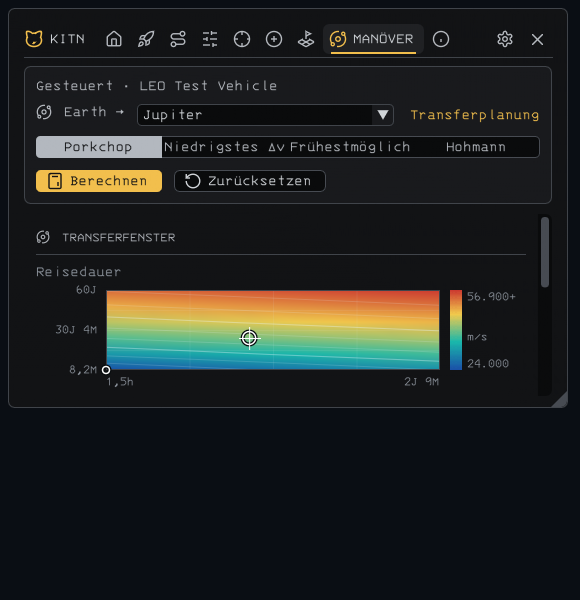 KITN MANÖVER
Gesteuert · LEO Test Vehicle
Earth → Jupiter Transferplanung
Porkchop Niedrigstes Δv Frühestmöglich Hohmann
Berechnen Zurücksetzen
TRANSFERFENSTER
Reisedauer
60J 56.900+
30J 4M m/s
8,2M 24.000
1,5h 2J 9M